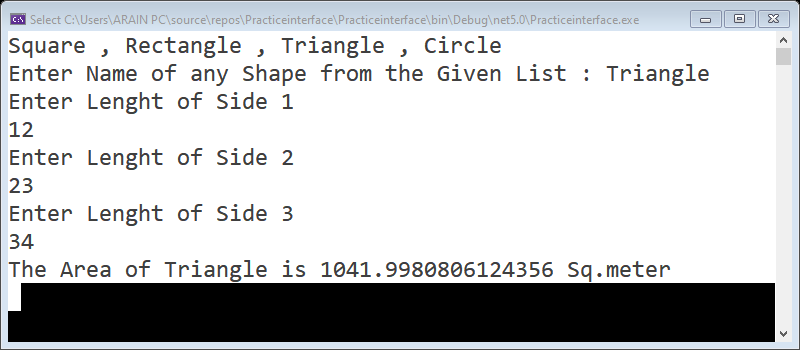 Select C:\Users\ARAIN PC\source\repos\Practiceinterface\Practiceinterface\bin\Debug\net5.0\Practiceinterface.exe
Square , Rectangle , Triangle , Circle
Enter Name of any Shape from the Given List : Triangle
Enter Lenght of Side 1
12
Enter Lenght of Side 2
23
Enter Lenght of Side 3
34
The Area of Triangle is 1041.9980806124356 Sq.meter